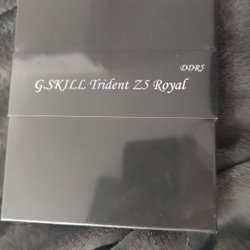 DDR5
G.SKILL Trident Z5 Royal